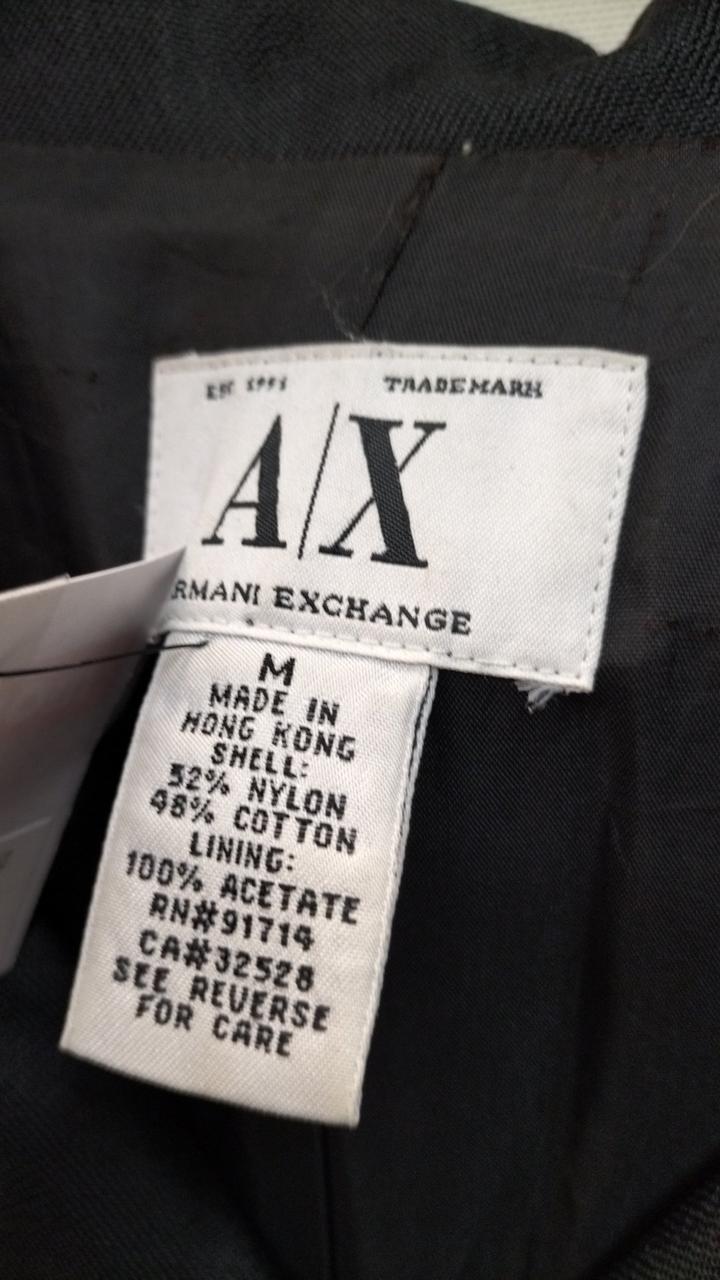 EST 1991 TRADEMARK
A|X
RMANI EXCHANGE
M
MADE IN
HONG KONG
SHELL:
52% NYLON
48% COTTON
LINING:
100% ACETATE
RN#91714
CA#32528
SEE REVERSE
FOR CARE